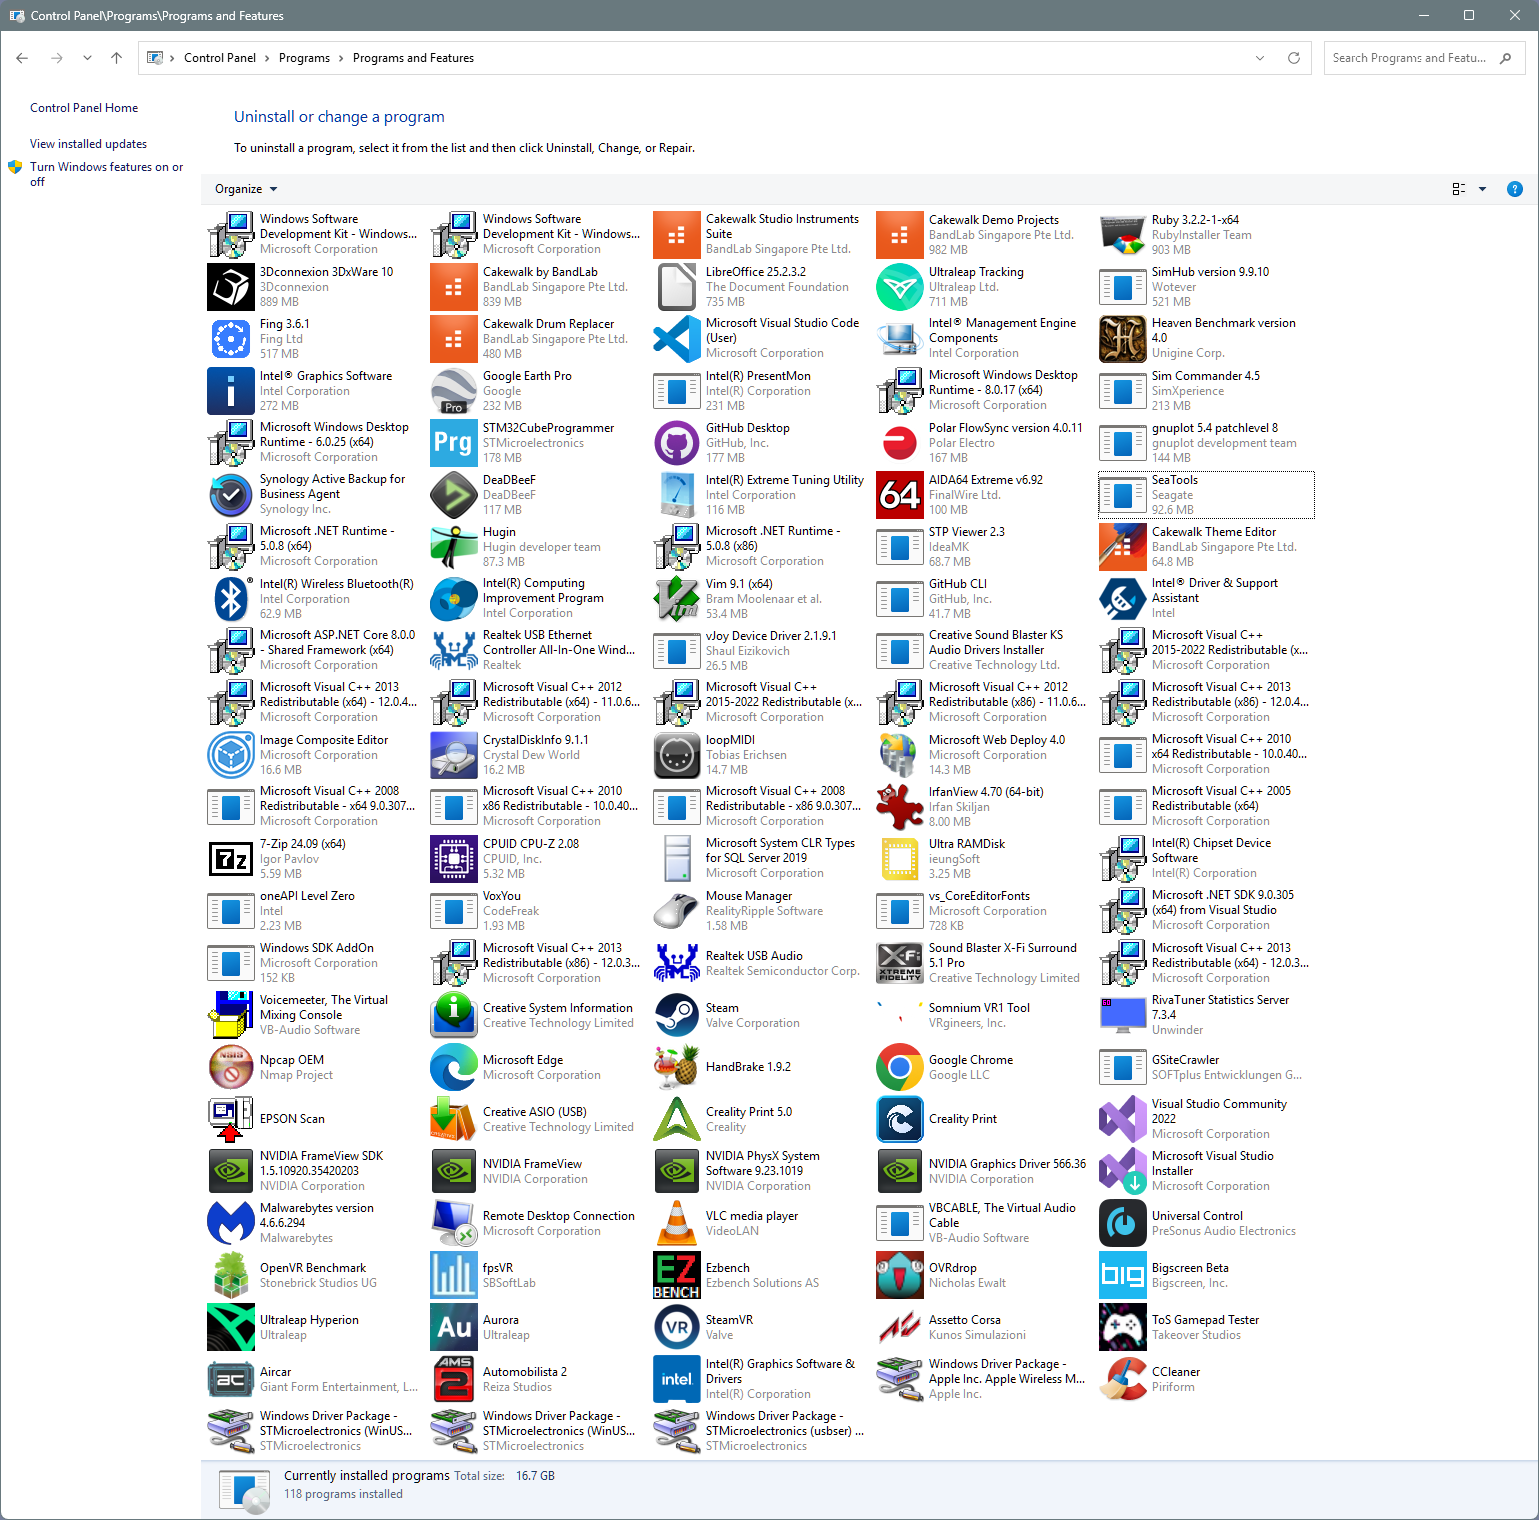 Control Panel\Programs\Programs and Features
Control Panel > Programs > Programs and Features
Search Programs and Featu...
Control Panel Home
View installed updates
Turn Windows features on or
off
Uninstall or change a program
To uninstall a program, select it from the list and then click Uninstall, Change, or Repair.
Organize
Windows Software
Development Kit - Windows...
Microsoft Corporation
Windows Software
Development Kit - Windows...
Microsoft Corporation
Cakewalk Studio Instruments
Suite
BandLab Singapore Pte Ltd.
Cakewalk Demo Projects
BandLab Singapore Pte Ltd.
982 MB
Ruby 3.2.2-1-x64
RubyInstaller Team
903 MB
3Dconnexion 3DxWare 10
3Dconnexion
889 MB
Cakewalk by BandLab
BandLab Singapore Pte Ltd.
839 MB
LibreOffice 25.2.3.2
The Document Foundation
735 MB
Ultraleap Tracking
Ultraleap Ltd.
711 MB
SimHub version 9.9.10
Wotever
521 MB
Fing 3.6.1
Fing Ltd
517 MB
Cakewalk Drum Replacer
BandLab Singapore Pte Ltd.
480 MB
Microsoft Visual Studio Code
(User)
Microsoft Corporation
Intel® Management Engine
Components
Intel Corporation
Heaven Benchmark version
4.0
Unigine Corp.
Intel® Graphics Software
Intel Corporation
272 MB
Pro
Google Earth Pro
Google
232 MB
Intel(R) PresentMon
Intel(R) Corporation
231 MB
Microsoft Windows Desktop
Runtime - 8.0.17 (x64)
Microsoft Corporation
Sim Commander 4.5
SimXperience
213 MB
Microsoft Windows Desktop
Runtime - 6.0.25 (x64)
Microsoft Corporation
Prg
STM32CubeProgrammer
STMicroelectronics
178 MB
GitHub Desktop
GitHub, Inc.
177 MB
Polar FlowSync version 4.0.11
Polar Electro
167 MB
gnuplot 5.4 patchlevel 8
gnuplot development team
144 MB
Synology Active Backup for
Business Agent
Synology Inc.
DeaDBeeF
DeaDBeeF
117 MB
Intel(R) Extreme Tuning Utility
Intel Corporation
116 MB
64
AIDA64 Extreme v6.92
FinalWire Ltd.
100 MB
SeaTools
Seagate
92.6 MB
Microsoft .NET Runtime -
5.0.8 (x64)
Microsoft Corporation
Hugin
Hugin developer team
87.3 MB
Microsoft .NET Runtime -
5.0.8 (x86)
Microsoft Corporation
STP Viewer 2.3
IdeaMK
68.7 MB
Cakewalk Theme Editor
BandLab Singapore Pte Ltd.
64.8 MB
Intel(R) Wireless Bluetooth(R)
Intel Corporation
62.9 MB
Intel(R) Computing
Improvement Program
Intel Corporation
Vim
Vim 9.1 (x64)
Bram Moolenaar et al.
53.4 MB
GitHub CLI
GitHub, Inc.
41.7 MB
Intel® Driver & Support
Assistant
Intel
Microsoft ASP.NET Core 8.0.0
- Shared Framework (x64)
Microsoft Corporation
Realtek USB Ethernet
Controller All-In-One Wind...
Realtek
vJoy Device Driver 2.1.9.1
Shaul Eizikovich
26.5 MB
Creative Sound Blaster KS
Audio Drivers Installer
Creative Technology Ltd.
Microsoft Visual C++
2015-2022 Redistributable (x...
Microsoft Corporation
Microsoft Visual C++ 2013
Redistributable (x64) - 12.0.4...
Microsoft Corporation
Microsoft Visual C++ 2012
Redistributable (x64) - 11.0.6...
Microsoft Corporation
Microsoft Visual C++
2015-2022 Redistributable (x...
Microsoft Corporation
Microsoft Visual C++ 2012
Redistributable (x86) - 11.0.6...
Microsoft Corporation
Microsoft Visual C++ 2013
Redistributable (x86) - 12.0.4...
Microsoft Corporation
Image Composite Editor
Microsoft Corporation
16.6 MB
CrystalDiskInfo 9.1.1
Crystal Dew World
16.2 MB
loopMIDI
Tobias Erichsen
14.7 MB
Microsoft Web Deploy 4.0
Microsoft Corporation
14.3 MB
Microsoft Visual C++ 2010
x64 Redistributable - 10.0.40...
Microsoft Corporation
Microsoft Visual C++ 2008
Redistributable - x64 9.0.307...
Microsoft Corporation
Microsoft Visual C++ 2010
x86 Redistributable - 10.0.40...
Microsoft Corporation
Microsoft Visual C++ 2008
Redistributable - x86 9.0.307...
Microsoft Corporation
IrfanView 4.70 (64-bit)
Irfan Skiljan
8.00 MB
Microsoft Visual C++ 2005
Redistributable (x64)
Microsoft Corporation
7z
7-Zip 24.09 (x64)
Igor Pavlov
5.59 MB
CPUID CPU-Z 2.08
CPUID, Inc.
5.32 MB
Microsoft System CLR Types
for SQL Server 2019
Microsoft Corporation
Ultra RAMDisk
ieungSoft
3.25 MB
Intel(R) Chipset Device
Software
Intel(R) Corporation
oneAPI Level Zero
Intel
2.23 MB
VoxYou
CodeFreak
1.93 MB
Mouse Manager
RealityRipple Software
1.58 MB
vs_CoreEditorFonts
Microsoft Corporation
728 KB
Microsoft .NET SDK 9.0.305
(x64) from Visual Studio
Microsoft Corporation
Windows SDK AddOn
Microsoft Corporation
152 KB
Microsoft Visual C++ 2013
Redistributable (x86) - 12.0.3...
Microsoft Corporation
Realtek USB Audio
Realtek Semiconductor Corp.
X-Fi
XTREME
FIDELITY
Sound Blaster X-Fi Surround
5.1 Pro
Creative Technology Limited
Microsoft Visual C++ 2013
Redistributable (x64) - 12.0.3...
Microsoft Corporation
Voicemeeter, The Virtual
Mixing Console
VB-Audio Software
Creative System Information
Creative Technology Limited
Steam
Valve Corporation
Somnium VR1 Tool
VRgineers, Inc.
60
RivaTuner Statistics Server
7.3.4
Unwinder
NSIS
Npcap OEM
Nmap Project
Microsoft Edge
Microsoft Corporation
HandBrake 1.9.2
Google Chrome
Google LLC
GSiteCrawler
SOFTplus Entwicklungen G...
EPSON Scan
CREATIVE
Creative ASIO (USB)
Creative Technology Limited
Creality Print 5.0
Creality
Creality Print
Visual Studio Community
2022
Microsoft Corporation
NVIDIA FrameView SDK
1.5.10920.35420203
NVIDIA Corporation
NVIDIA FrameView
NVIDIA Corporation
NVIDIA PhysX System
Software 9.23.1019
NVIDIA Corporation
NVIDIA Graphics Driver 566.36
NVIDIA Corporation
Microsoft Visual Studio
Installer
Microsoft Corporation
Malwarebytes version
4.6.6.294
Malwarebytes
Remote Desktop Connection
Microsoft Corporation
VLC media player
VideoLAN
VBCABLE, The Virtual Audio
Cable
VB-Audio Software
Universal Control
PreSonus Audio Electronics
OpenVR Benchmark
Stonebrick Studios UG
fpsVR
SBSoftLab
EZ
BENCH
Ezbench
Ezbench Solutions AS
OVRdrop
Nicholas Ewalt
big
Bigscreen Beta
Bigscreen, Inc.
Ultraleap Hyperion
Ultraleap
Au
Aurora
Ultraleap
VR
SteamVR
Valve
Assetto Corsa
Kunos Simulazioni
ToS Gamepad Tester
Takeover Studios
ac
Aircar
Giant Form Entertainment, L...
AMS
2
Automobilista 2
Reiza Studios
intel.
Intel(R) Graphics Software &
Drivers
Intel(R) Corporation
Windows Driver Package -
Apple Inc. Apple Wireless M...
Apple Inc.
CCleaner
Piriform
Windows Driver Package -
STMicroelectronics (WinUS...
STMicroelectronics
Windows Driver Package -
STMicroelectronics (WinUS...
STMicroelectronics
Windows Driver Package -
STMicroelectronics (usbser) ...
STMicroelectronics
Currently installed programs Total size: 16.7 GB
118 programs installed